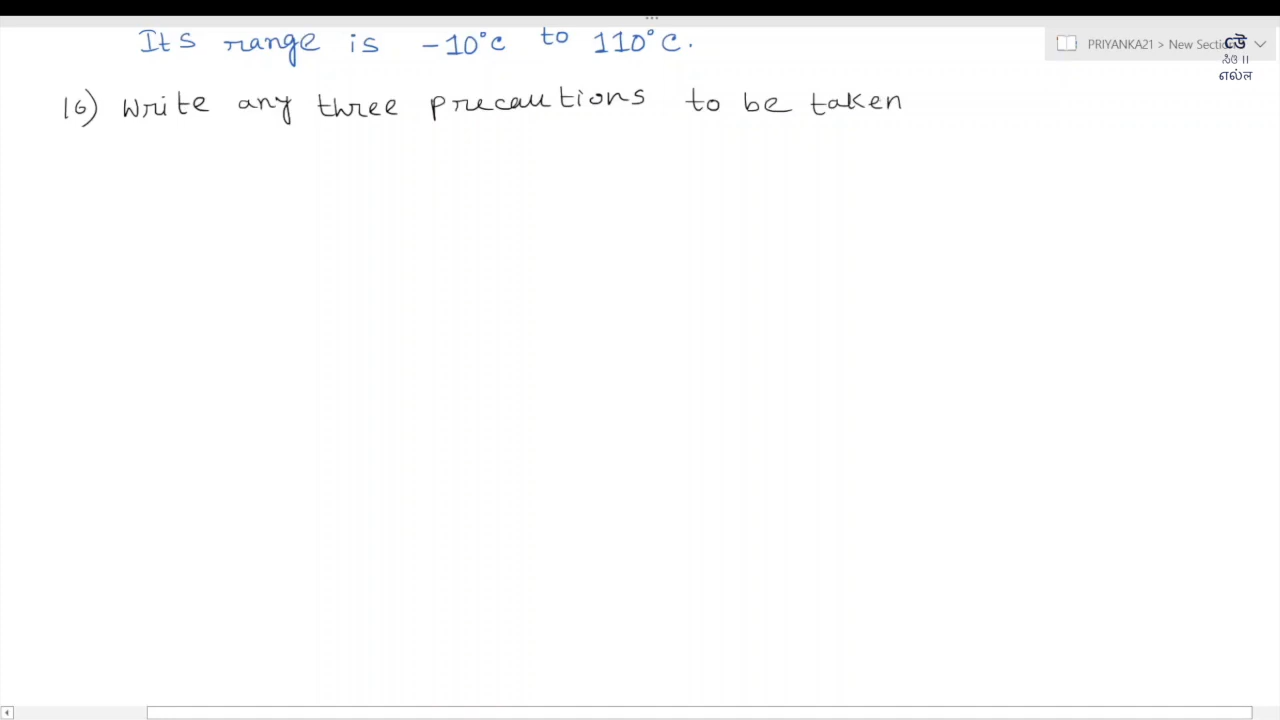 Its range is -10°c to 110°C.
PRIYANKA21 > New Section
16) Write any three precautions to be taken